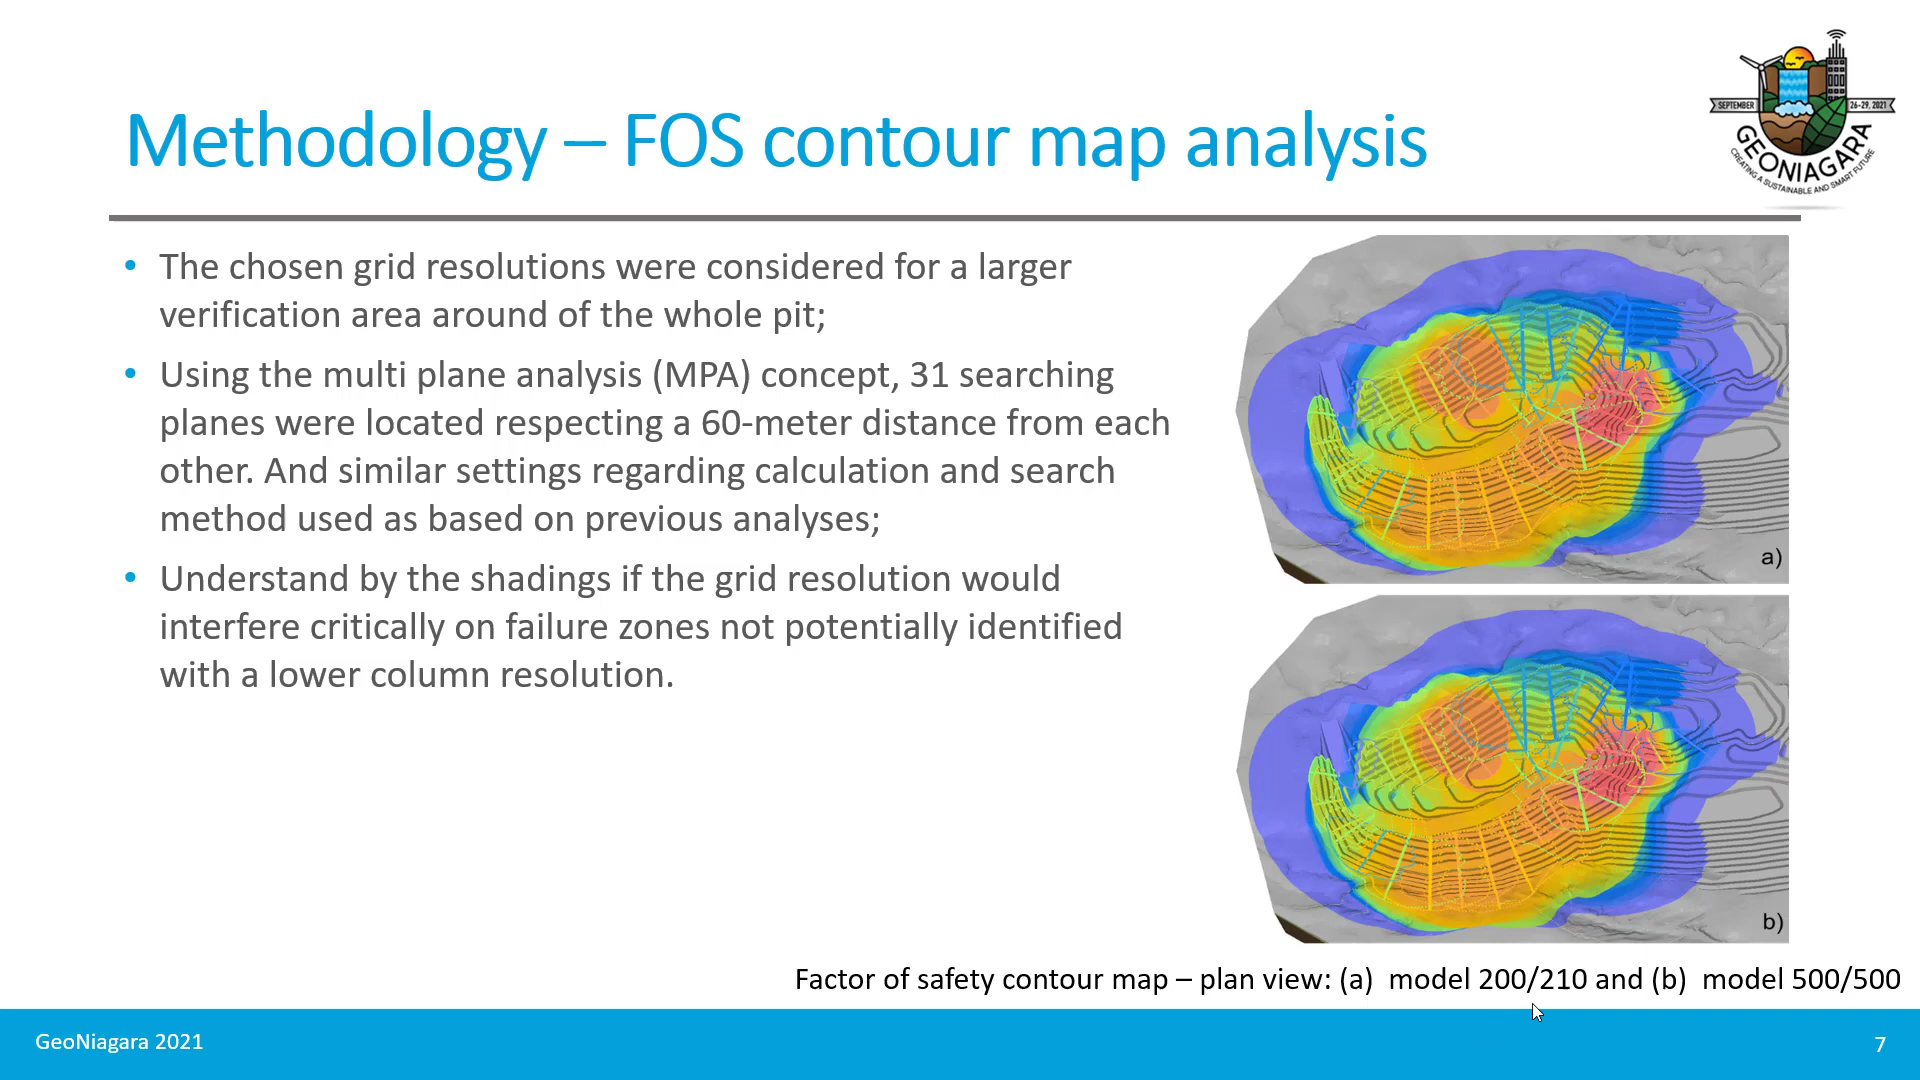 Methodology – FOS contour map analysis
SEPTEMBER
26-29, 2021
GEONIAGARA
CREATING A SUSTAINABLE AND SMART FUTURE
• The chosen grid resolutions were considered for a larger
verification area around of the whole pit;
• Using the multi plane analysis (MPA) concept, 31 searching
planes were located respecting a 60-meter distance from each
other. And similar settings regarding calculation and search
method used as based on previous analyses;
• Understand by the shadings if the grid resolution would
interfere critically on failure zones not potentially identified
with a lower column resolution.
a)
b)
Factor of safety contour map – plan view: (a) model 200/210 and (b) model 500/500
GeoNiagara 2021
7